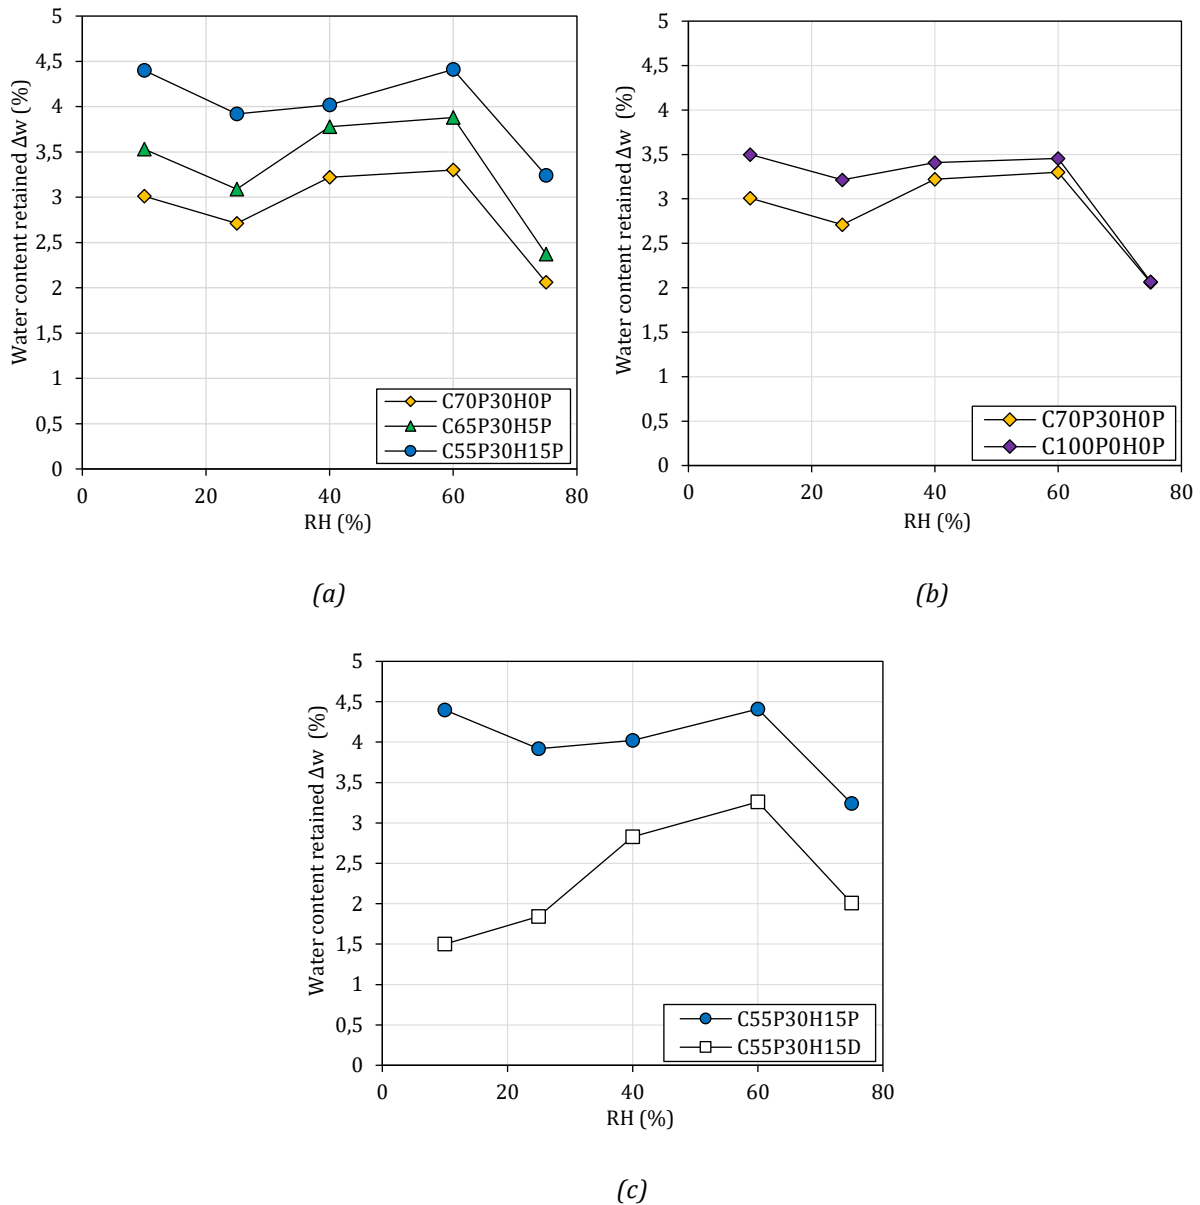 Water content retained Δw (%)
5
4,5
4
3,5
3
2,5
2
1,5
1
0,5
0
0 20 40 60 80
RH (%)
C70P30H0P
C65P30H5P
C55P30H15P
(a)
Water content retained Δw (%)
5
4,5
4
3,5
3
2,5
2
1,5
1
0,5
0
0 20 40 60 80
RH (%)
C70P30H0P
C100P0H0P
(b)
Water content retained Δw (%)
5
4,5
4
3,5
3
2,5
2
1,5
1
0,5
0
0 20 40 60 80
RH (%)
C55P30H15P
C55P30H15D
(c)